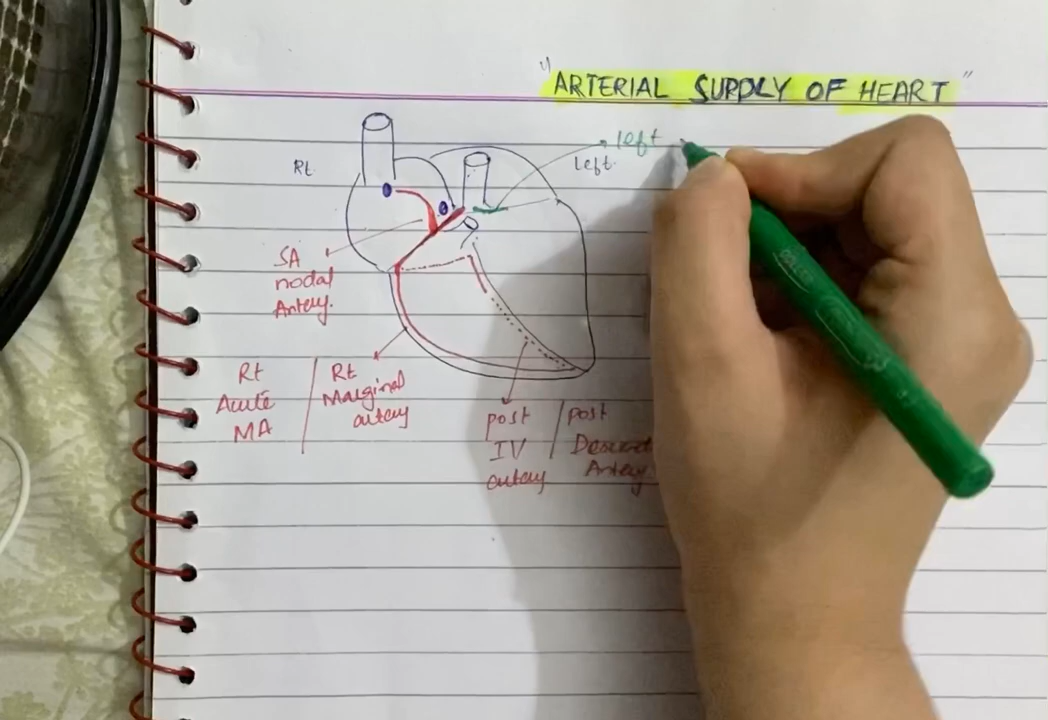 "ARTERIAL SUPPLY OF HEART"
left
Rt.
Left.
SA
nodal
Artery.
Rt
Acute
MA
Rt
Marginal
artery
post
IV
artery
post
Descend
Artery